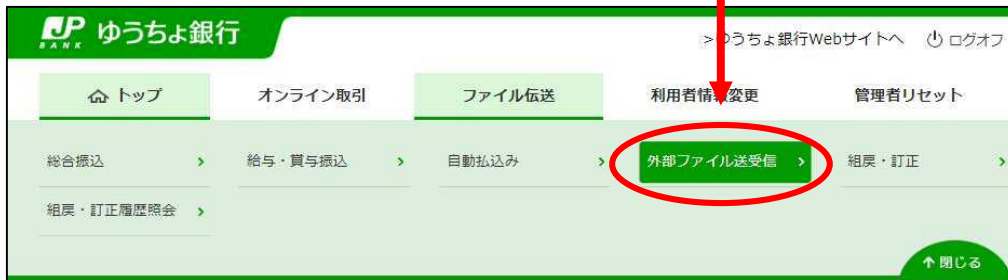 JP BANK ゆうちょ銀行
>ゆうちょ銀行Webサイトへ ログオフ
トップ オンライン取引 ファイル伝送 利用者情報変更 管理者リセット
総合振込 給与・賞与振込 自動払込み 外部ファイル送受信 組戻・訂正
組戻・訂正履歴照会
閉じる